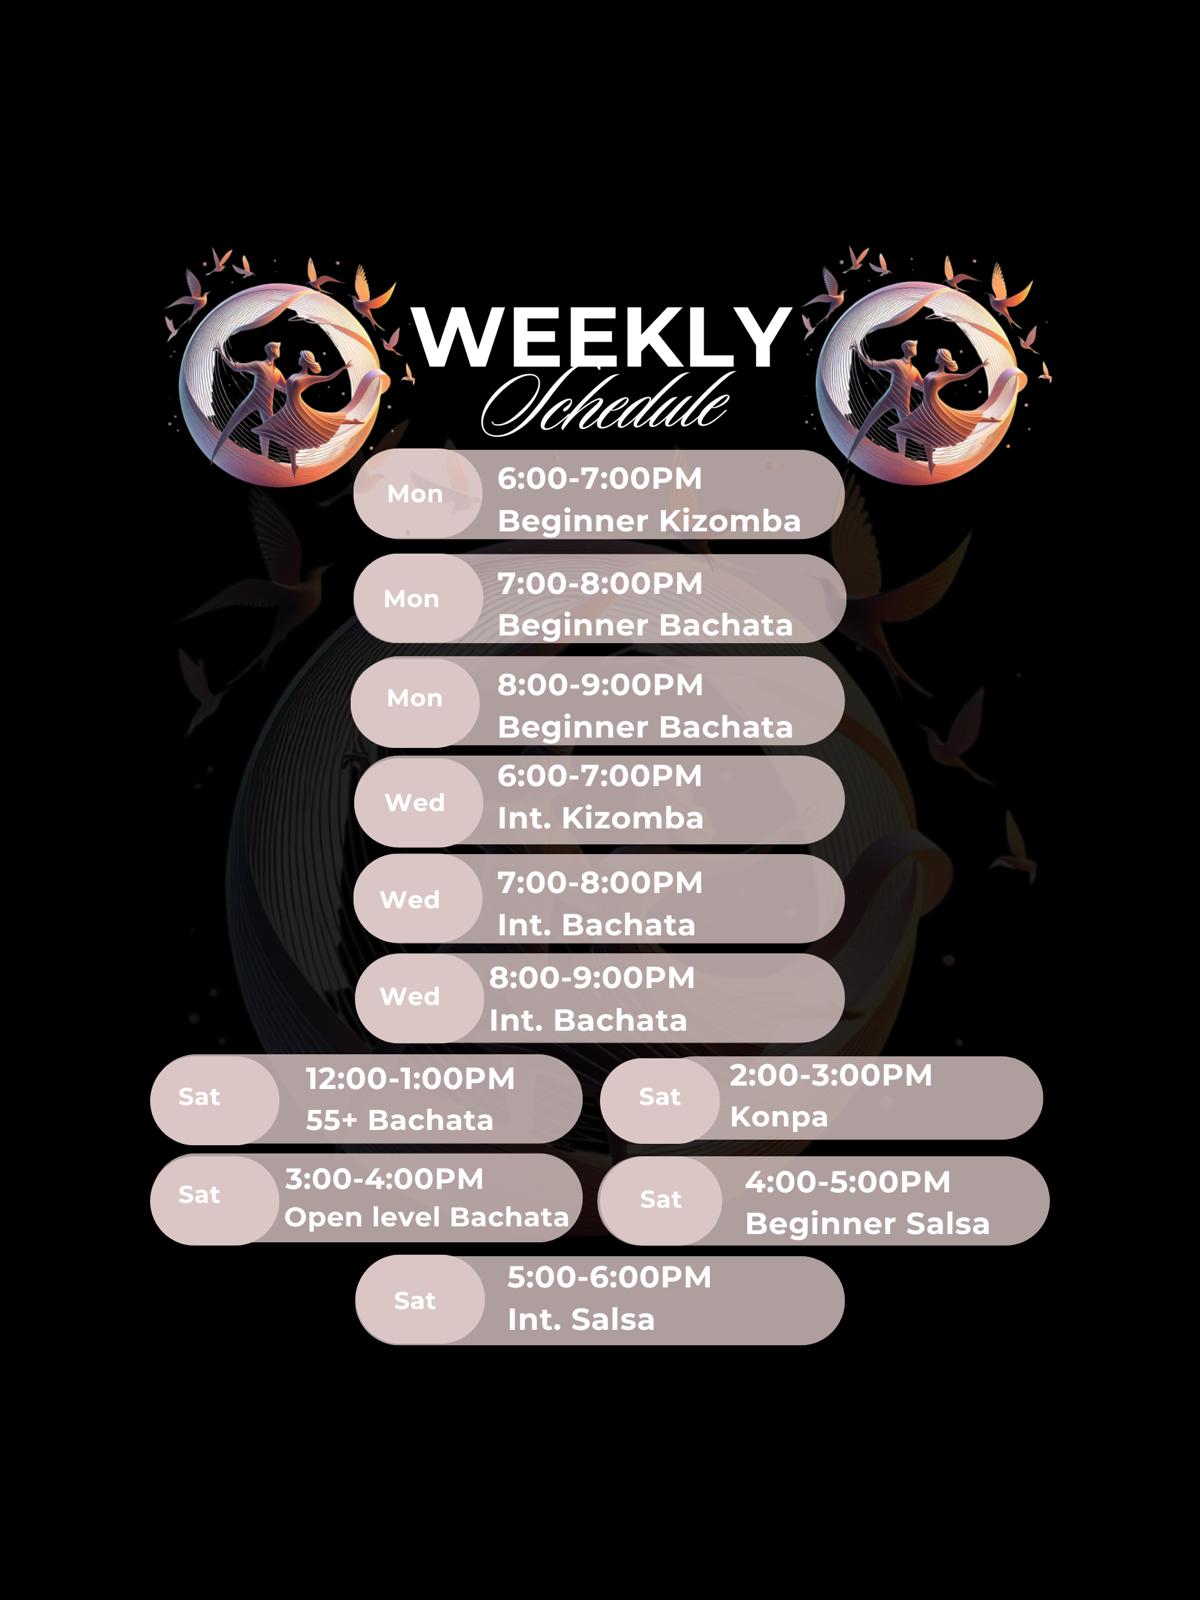 WEEKLY
Schedule
Mon
6:00-7:00PM
Beginner Kizomba
Mon
7:00-8:00PM
Beginner Bachata
Mon
8:00-9:00PM
Beginner Bachata
Wed
6:00-7:00PM
Int. Kizomba
Wed
7:00-8:00PM
Int. Bachata
Wed
8:00-9:00PM
Int. Bachata
Sat
12:00-1:00PM
55+ Bachata
Sat
2:00-3:00PM
Konpa
Sat
3:00-4:00PM
Open level Bachata
Sat
4:00-5:00PM
Beginner Salsa
Sat
5:00-6:00PM
Int. Salsa